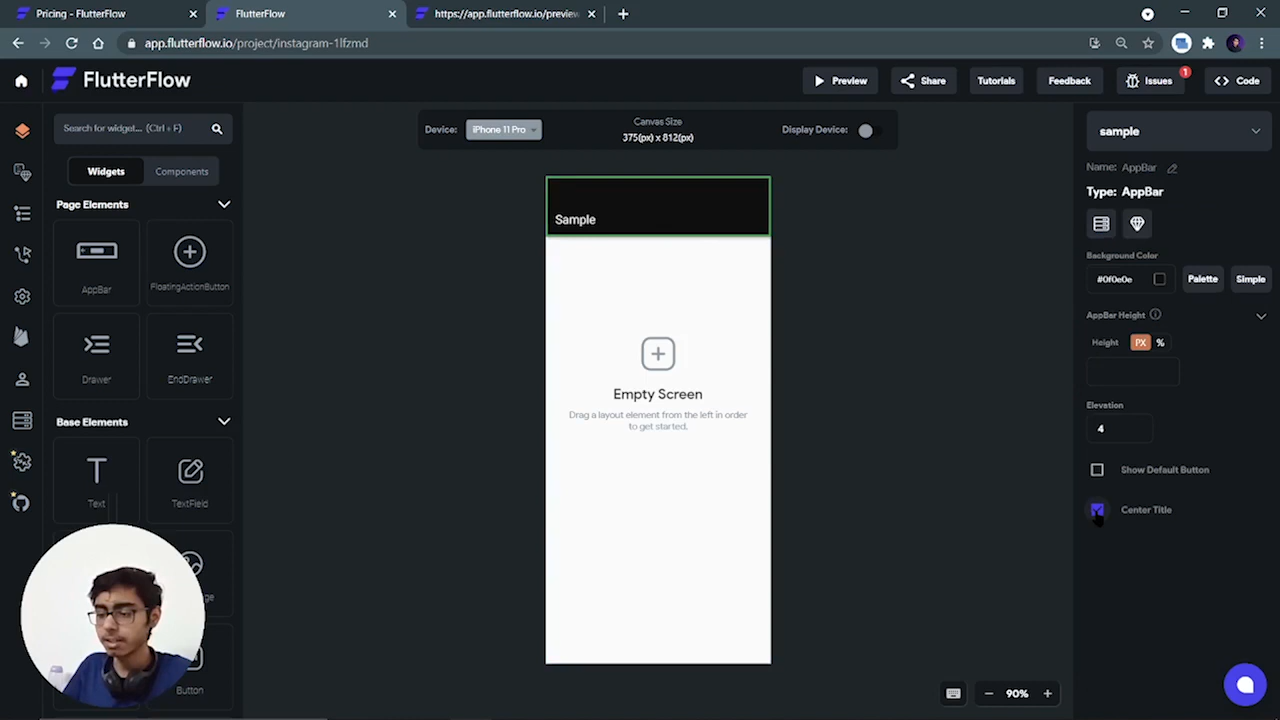 Pricing - FlutterFlow
FlutterFlow
https://app.flutterflow.io/preview
app.flutterflow.io/project/instagram-1lfzmd
FlutterFlow
Preview
Share
Tutorials
Feedback
Issues
1
Code
Search for widget... (Ctrl + F)
Widgets
Components
Page Elements
AppBar
FloatingActionButton
Drawer
EndDrawer
Base Elements
Text
TextField
Button
Device:
iPhone 11 Pro
Canvas Size
375(px) x 812(px)
Display Device:
Sample
Empty Screen
Drag a layout element from the left in order
to get started.
90%
sample
Name: AppBar
Type: AppBar
Background Color
#0f0e0e
Palette
Simple
AppBar Height
Height
PX
%
Elevation
4
Show Default Button
Center Title